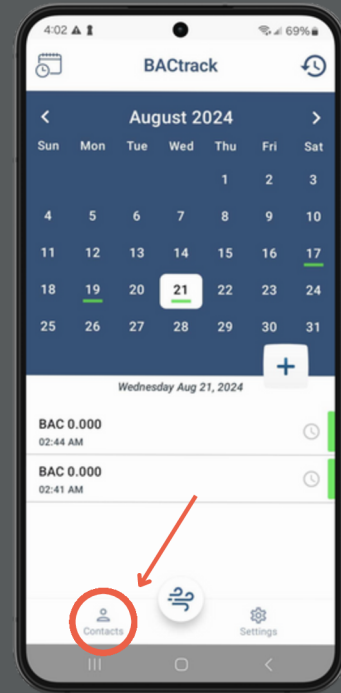 4:02 69%
BACtrack
August 2024
Sun Mon Tue Wed Thu Fri Sat
1 2 3
4 5 6 7 8 9 10
11 12 13 14 15 16 17
18 19 20 21 22 23 24
25 26 27 28 29 30 31
+
Wednesday Aug 21, 2024
BAC 0.000
02:44 AM
BAC 0.000
02:41 AM
Contacts Settings